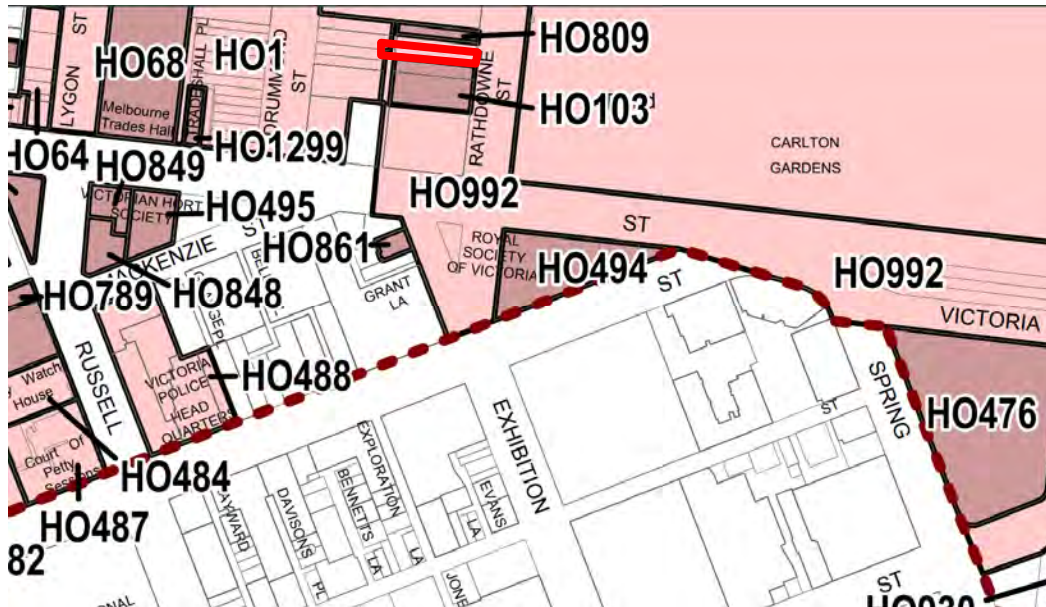 LYGON
ST
HO68
HALL PL
HO1
DRUMMOND
ST
HO809
RATHDOWNE
ST
HO103
Melbourne
Trades Hall
TRADES
CARLTON
GARDENS
HO64
HO849
HO1299
VICTORIAN HORT
SOCIETY
HO495
HO992
ST
HO861
ROYAL
SOCIETY
OF VICTORIA
HO494
ST
HO992
MACKENZIE
HO789
HO848
GRANT
LA
VICTORIA
RUSSELL
VICTORIA
POLICE
HEAD
QUARTERS
HO488
SPRING
HO476
Watch
House
Court Of
Petty
Sessions
HO484
HO487
82
EXHIBITION
ST
EXPLORATION
LA
BENNETTS
LA
EVANS
LA
DAVISONS
PL
CAYWARD
ST
HO930